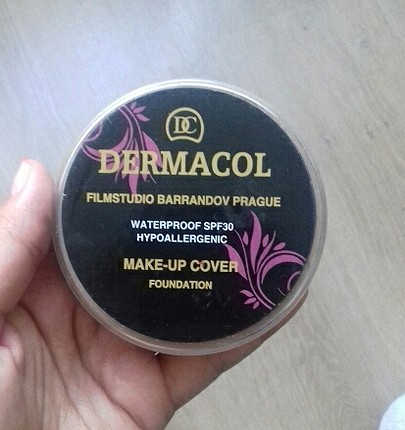 DC
DERMACOL
FILMSTUDIO BARRANDOV PRAGUE
WATERPROOF SPF30
HYPOALLERGENIC
MAKE-UP COVER
FOUNDATION